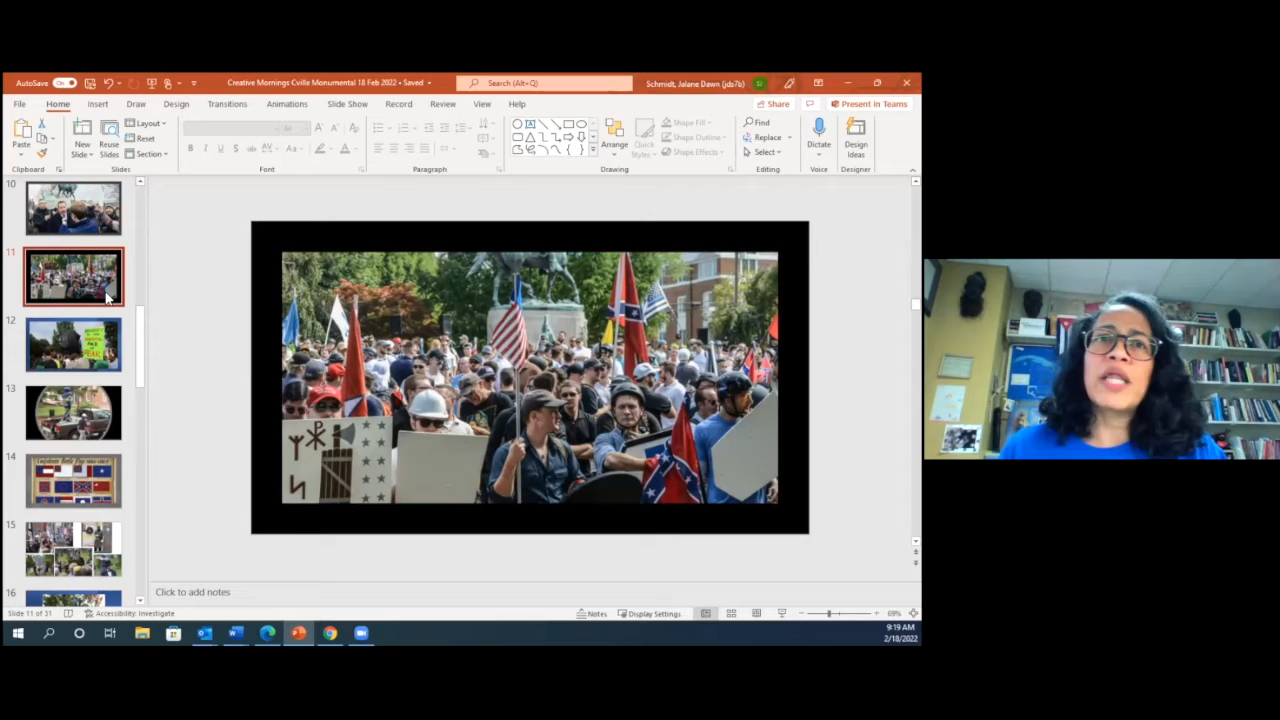 AutoSave On
Creative Mornings Cville Monumental 18 Feb 2022 • Saved
Search (Alt+Q)
Schmidt, Jalane Dawn (jds7b)
SJ
File Home Insert Draw Design Transitions Animations Slide Show Record Review View Help
Share
Present in Teams
Paste
Clipboard
New
Slide
Reuse
Slides
Layout
Reset
Section
Slides
Font
Paragraph
Arrange
Quick
Styles
Shape Fill
Shape Outline
Shape Effects
Drawing
Find
Replace
Select
Editing
Dictate
Voice
Design
Ideas
Designer
10
11
12
13
14
15
16
Click to add notes
Slide 11 of 31
Accessibility: Investigate
Notes
Display Settings
69%
9:19 AM
2/18/2022